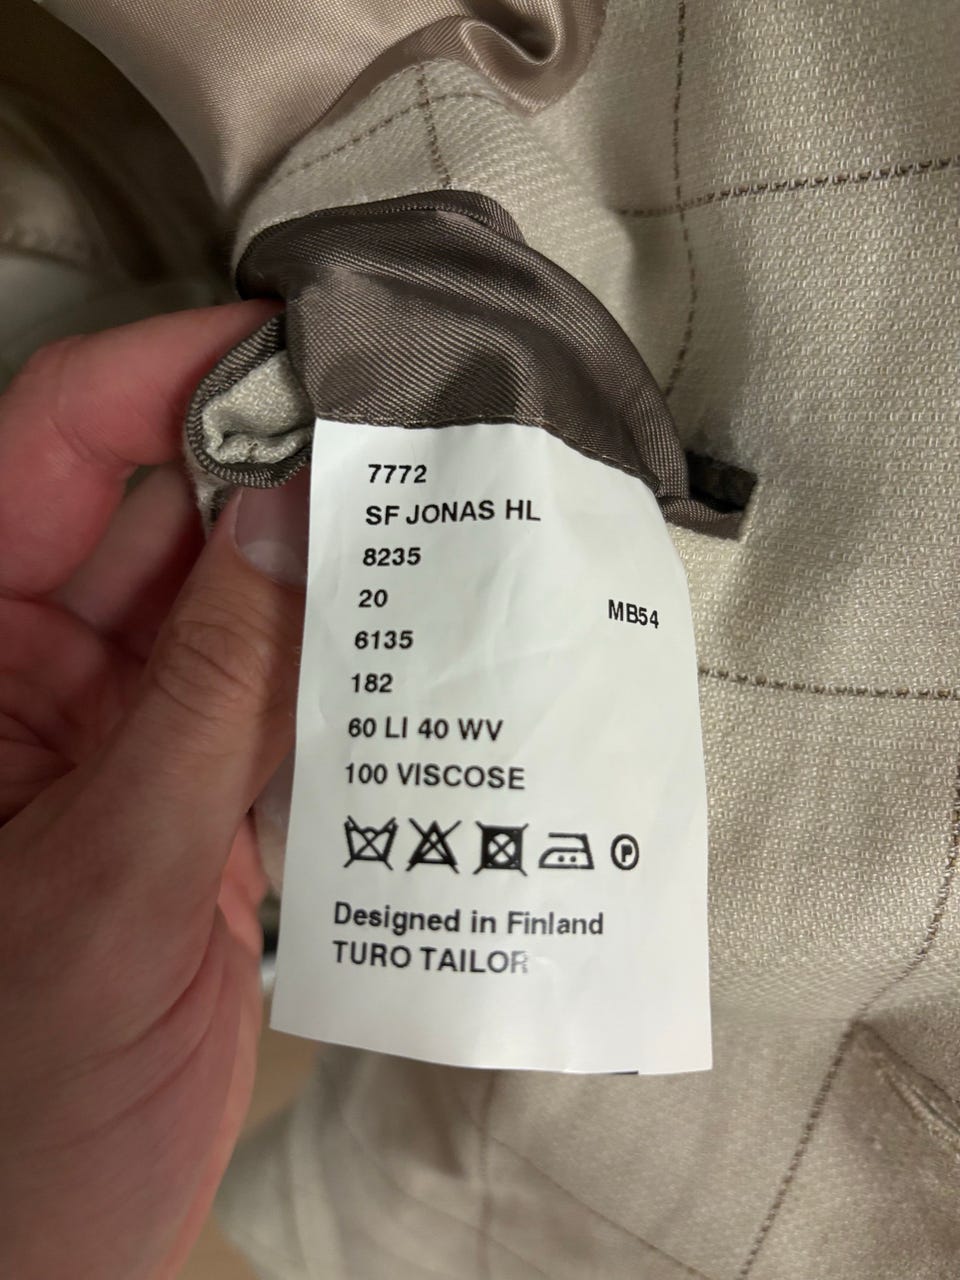 7772
SF JONAS HL
8235
20
MB54
6135
182
60 LI 40 WV
100 VISCOSE
P
Designed in Finland
TURO TAILOR